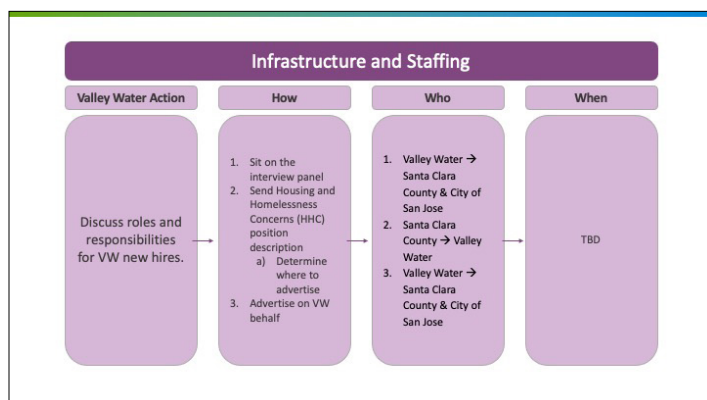 Infrastructure and Staffing
Valley Water Action
How
Who
When
Discuss roles and
responsibilities
for VW new hires.
1. Sit on the
interview panel
2. Send Housing and
Homelessness
Concerns (HHC)
position
description
a) Determine
where to
advertise
3. Advertise on VW
behalf
1. Valley Water →
Santa Clara
County & City of
San Jose
2. Santa Clara
County → Valley
Water
3. Valley Water →
Santa Clara
County & City of
San Jose
TBD